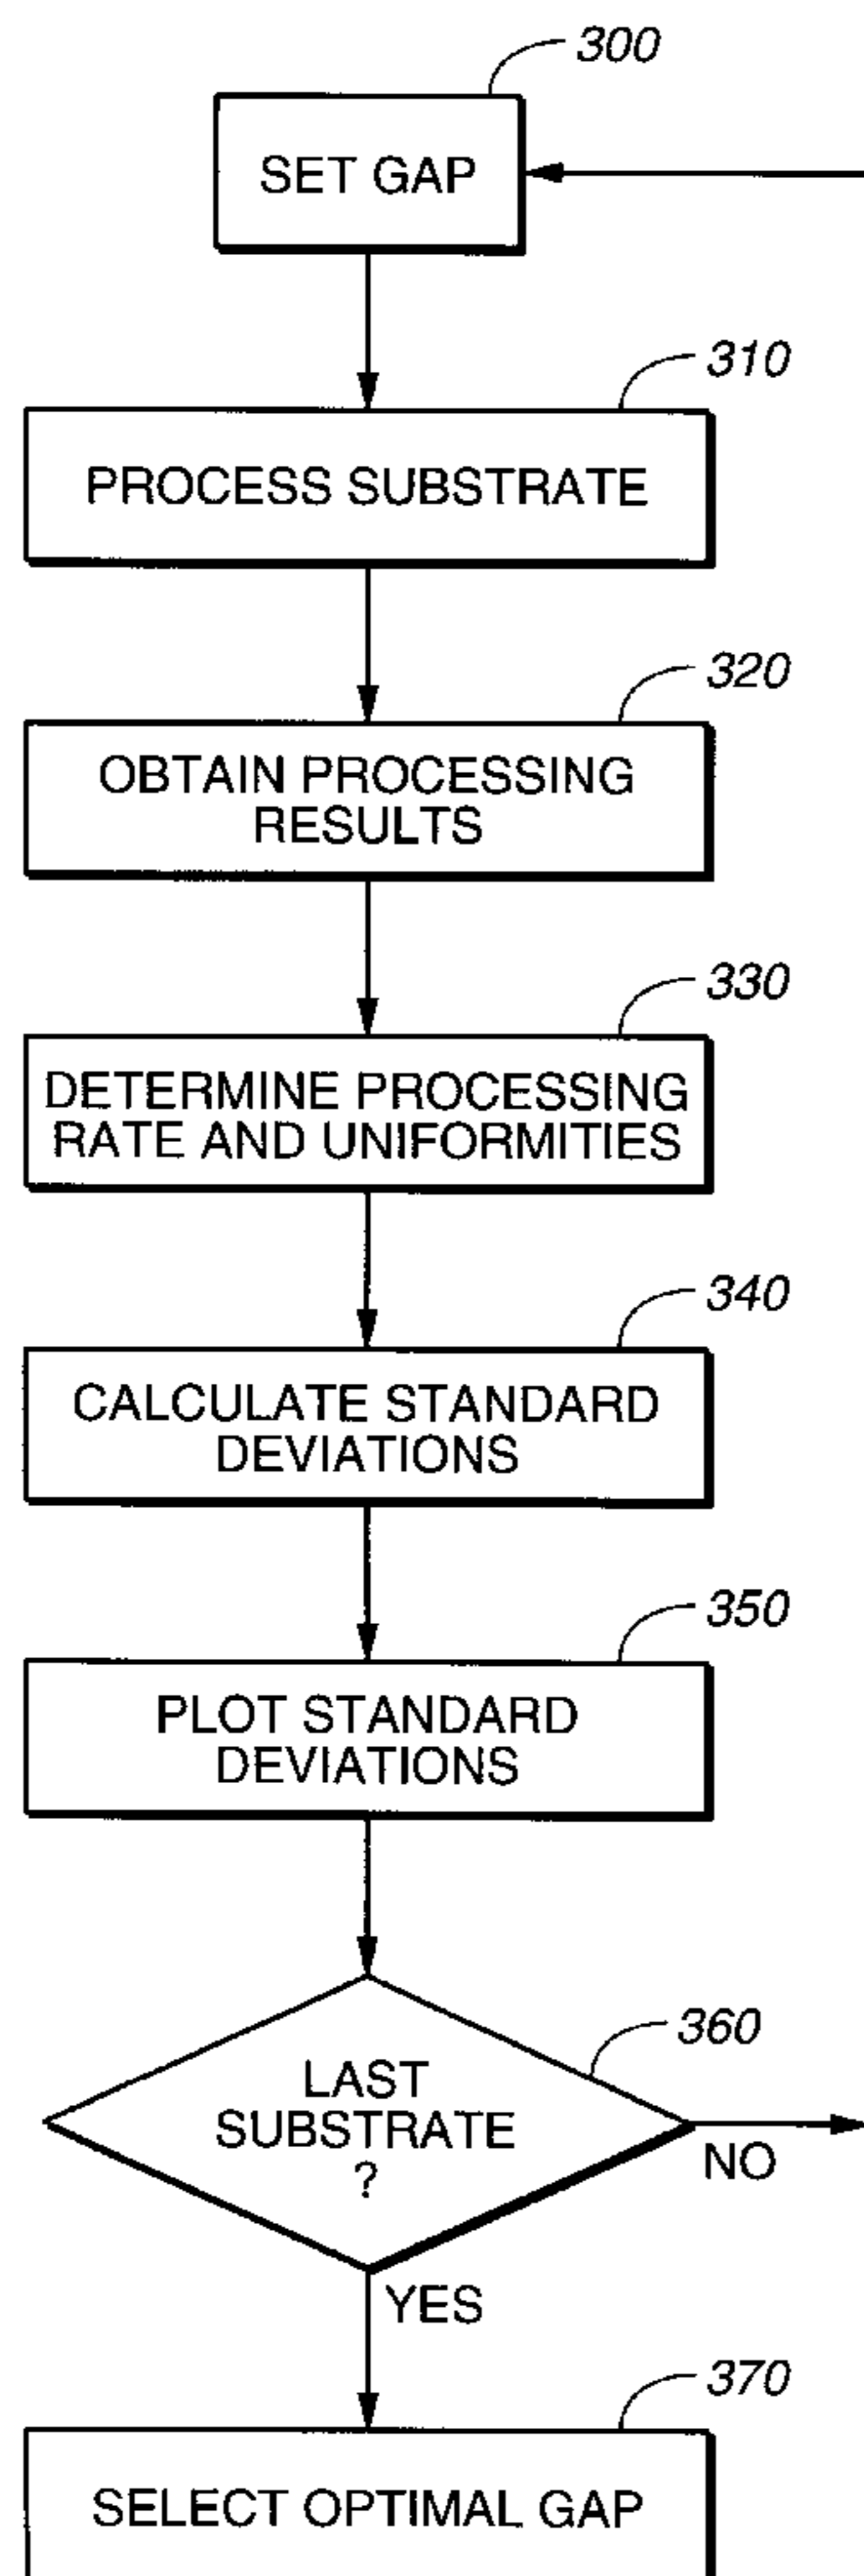 300
SET GAP
310
PROCESS SUBSTRATE
320
OBTAIN PROCESSING
RESULTS
330
DETERMINE PROCESSING
RATE AND UNIFORMITIES
340
CALCULATE STANDARD
DEVIATIONS
350
PLOT STANDARD
DEVIATIONS
360
LAST
SUBSTRATE
?
NO
YES
370
SELECT OPTIMAL GAP